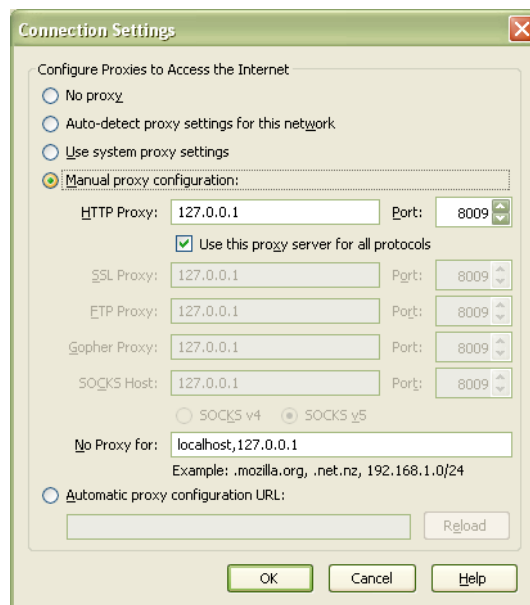 Connection Settings
Configure Proxies to Access the Internet
No proxy
Auto-detect proxy settings for this network
Use system proxy settings
Manual proxy configuration:
HTTP Proxy: 127.0.0.1 Port: 8009
Use this proxy server for all protocols
SSL Proxy: 127.0.0.1 Port: 8009
FTP Proxy: 127.0.0.1 Port: 8009
Gopher Proxy: 127.0.0.1 Port: 8009
SOCKS Host: 127.0.0.1 Port: 8009
SOCKS v4 SOCKS v5
No Proxy for: localhost,127.0.0.1
Example: .mozilla.org, .net.nz, 192.168.1.0/24
Automatic proxy configuration URL:
Reload
OK Cancel Help